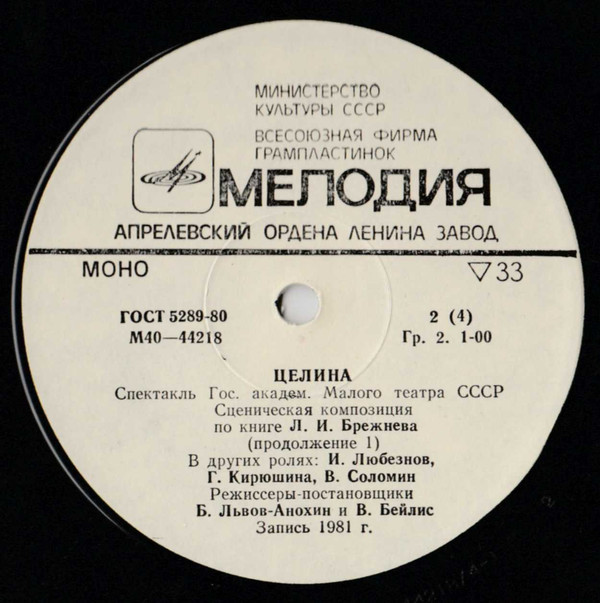 МИНИСТЕРСТВО
КУЛЬТУРЫ СССР
ВСЕСОЮЗНАЯ ФИРМА
ГРАМПЛАСТИНОК
МЕЛОДИЯ
АПРЕЛЕВСКИЙ ОРДЕНА ЛЕНИНА ЗАВОД
МОНО ▽33
ГОСТ 5289-80 2 (4)
М40—44218 Гр. 2. 1-00
ЦЕЛИНА
Спектакль Гос. академ. Малого театра СССР
Сценическая композиция
по книге Л. И. Брежнева
(продолжение 1)
В других ролях: И. Любезнов,
Г. Кирюшина, В. Соломин
Режиссеры-постановщики
Б. Львов-Анохин и В. Бейлис
Запись 1981 г.